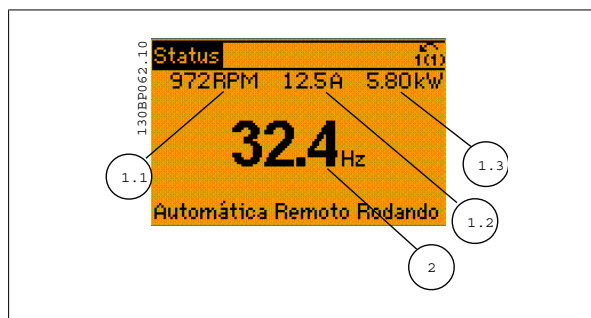 130BP062.10
Status 1(1)
972RPM 12.5A 5.80kW
32.4Hz
Automática Remoto Rodando
1.1
1.3
1.2
2